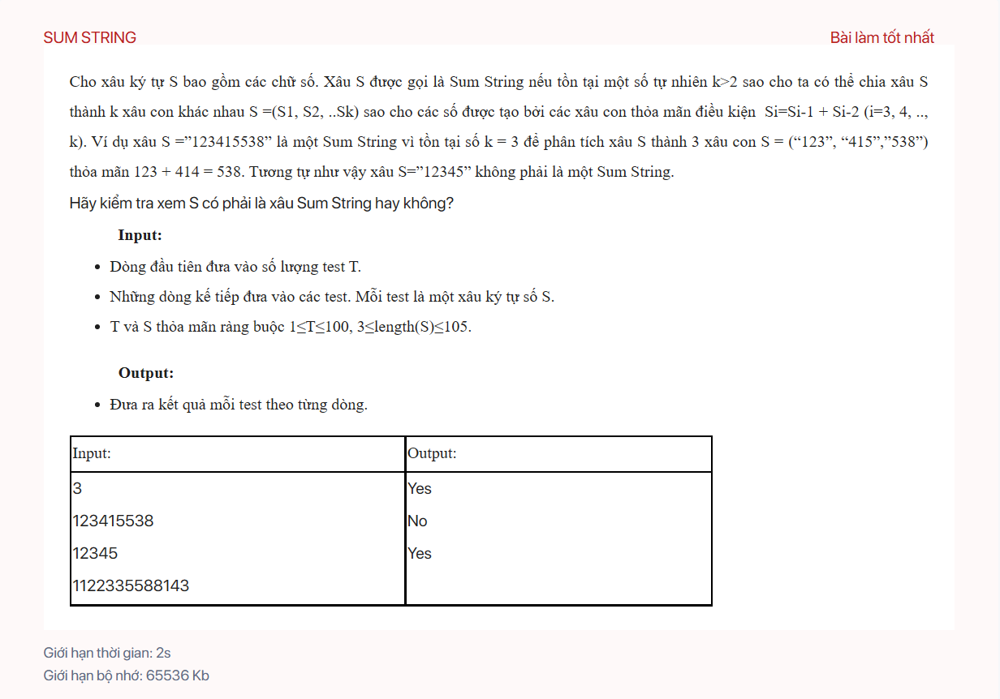 SUM STRING
Bài làm tốt nhất
Cho xâu ký tự S bao gồm các chữ số. Xâu S được gọi là Sum String nếu tồn tại một số tự nhiên k>2 sao cho ta có thể chia xâu S
thành k xâu con khác nhau S =(S1, S2, ..Sk) sao cho các số được tạo bởi các xâu con thỏa mãn điều kiện Si=Si-1 + Si-2 (i=3, 4, ..,
k). Ví dụ xâu S =”123415538” là một Sum String vì tồn tại số k = 3 để phân tích xâu S thành 3 xâu con S = (“123”, “415”,”538”)
thỏa mãn 123 + 414 = 538. Tương tự như vậy xâu S=”12345” không phải là một Sum String.
Hãy kiểm tra xem S có phải là xâu Sum String hay không?
Input:
• Dòng đầu tiên đưa vào số lượng test T.
• Những dòng kế tiếp đưa vào các test. Mỗi test là một xâu ký tự số S.
• T và S thỏa mãn ràng buộc 1≤T≤100, 3≤length(S)≤105.
Output:
• Đưa ra kết quả mỗi test theo từng dòng.
Input:
Output:
3
123415538
12345
1122335588143
Yes
No
Yes
Giới hạn thời gian: 2s
Giới hạn bộ nhớ: 65536 Kb